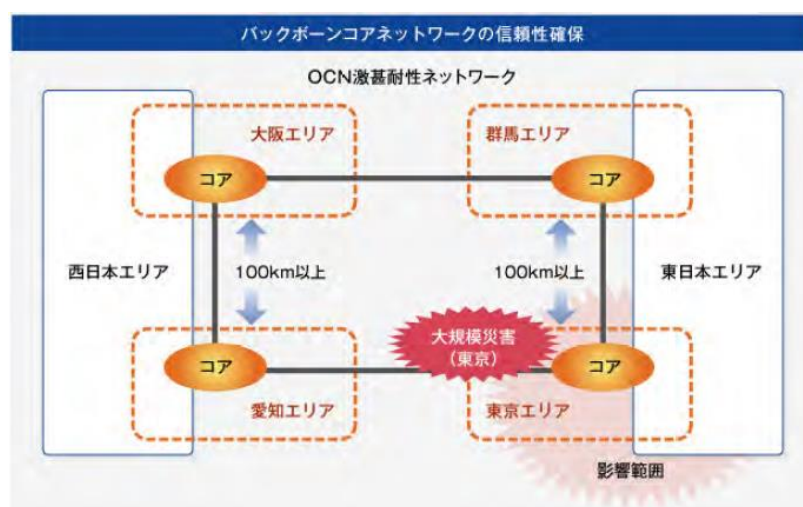 バックボーンコアネットワークの信頼性確保
OCN激甚耐性ネットワーク
大阪エリア
群馬エリア
コア
コア
西日本エリア
100km以上
100km以上
東日本エリア
大規模災害
（東京）
コア
コア
愛知エリア
東京エリア
影響範囲